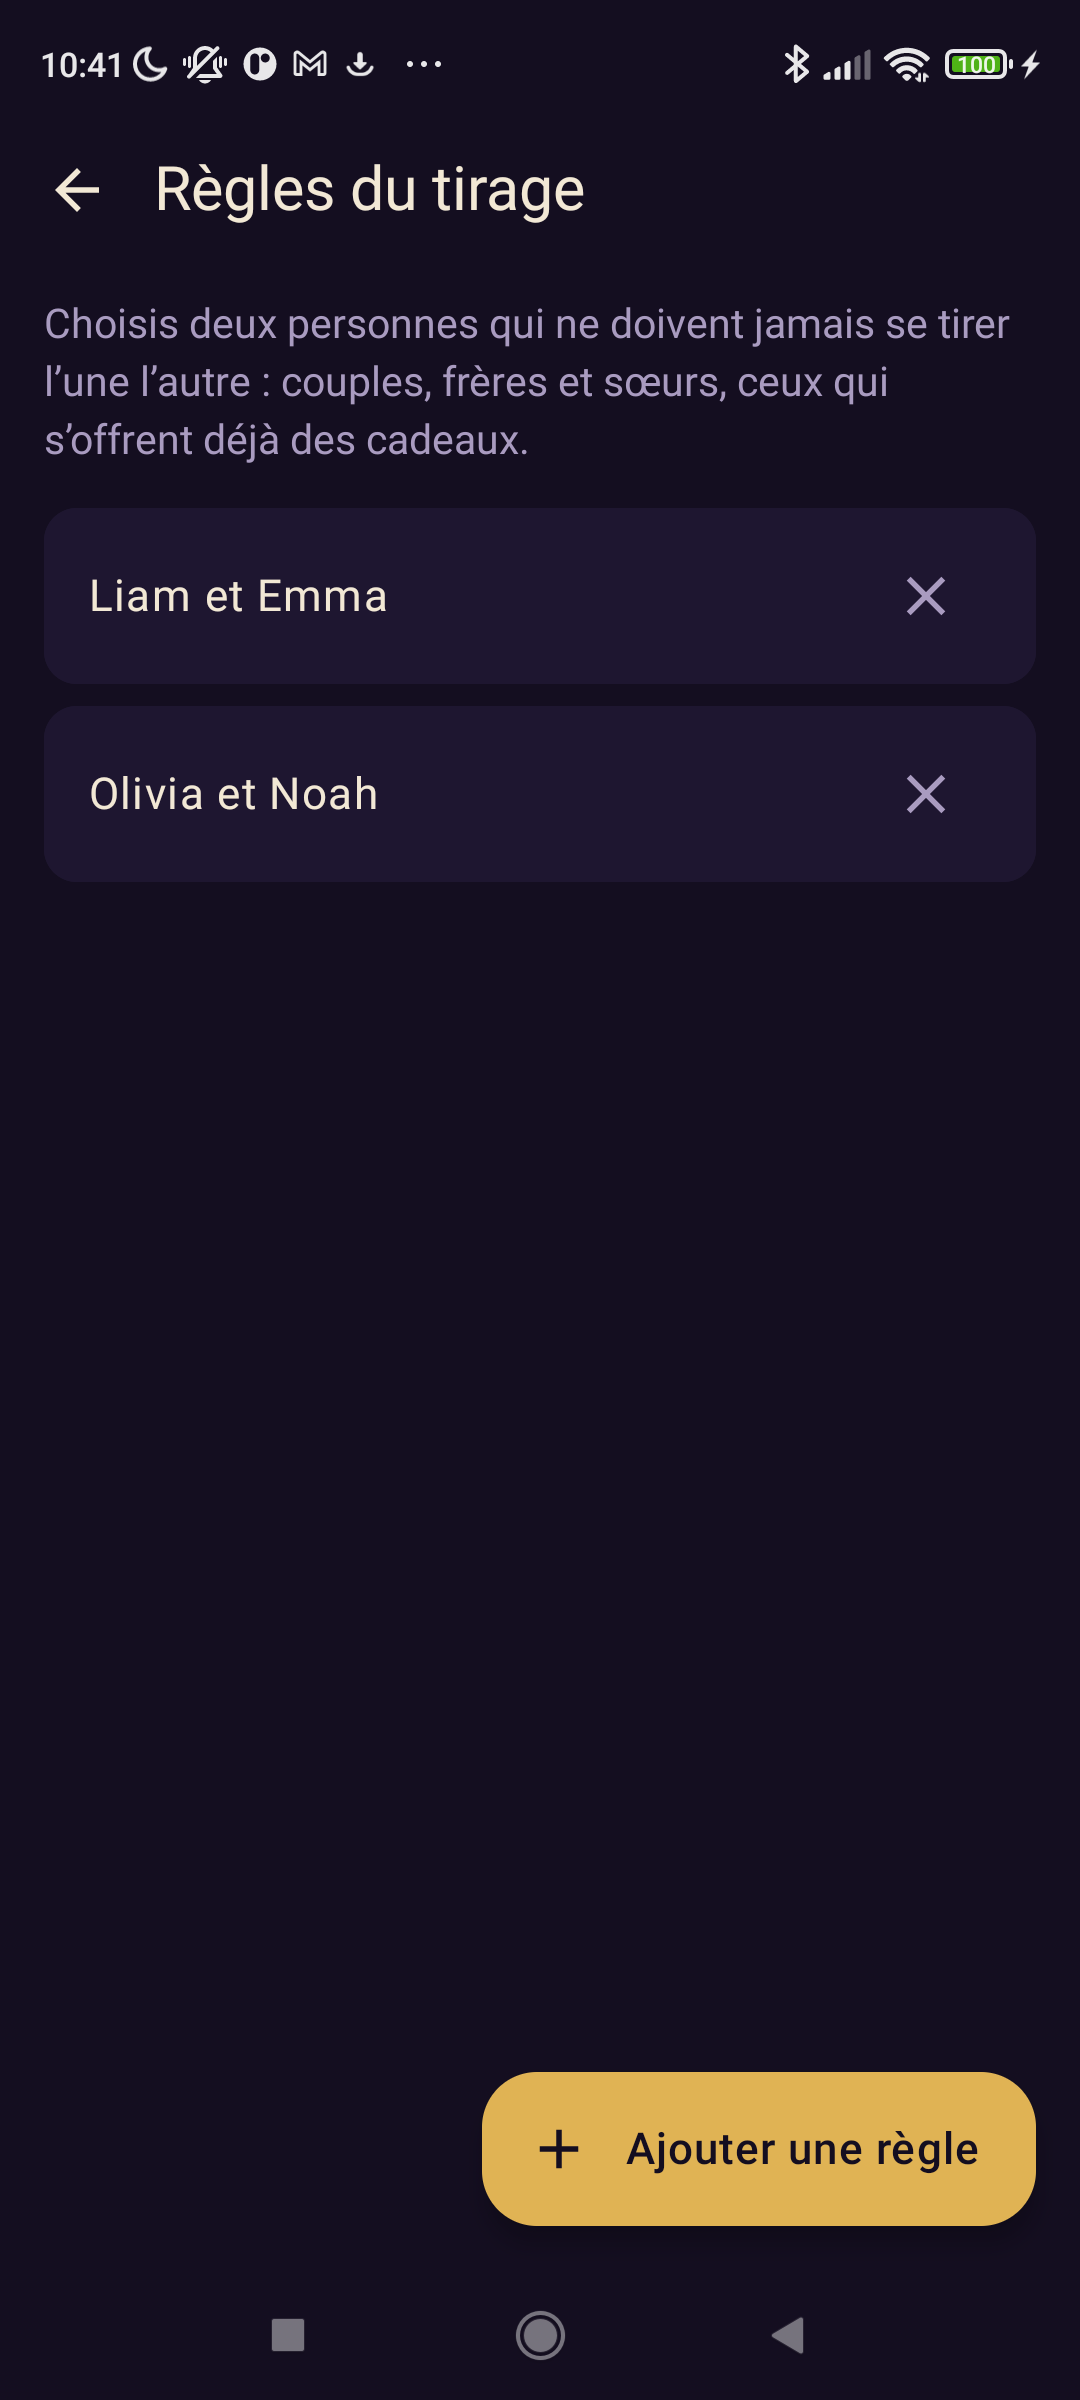 10:41
100
Règles du tirage
Choisis deux personnes qui ne doivent jamais se tirer
l’une l’autre : couples, frères et sœurs, ceux qui
s’offrent déjà des cadeaux.
Liam et Emma
Olivia et Noah
Ajouter une règle